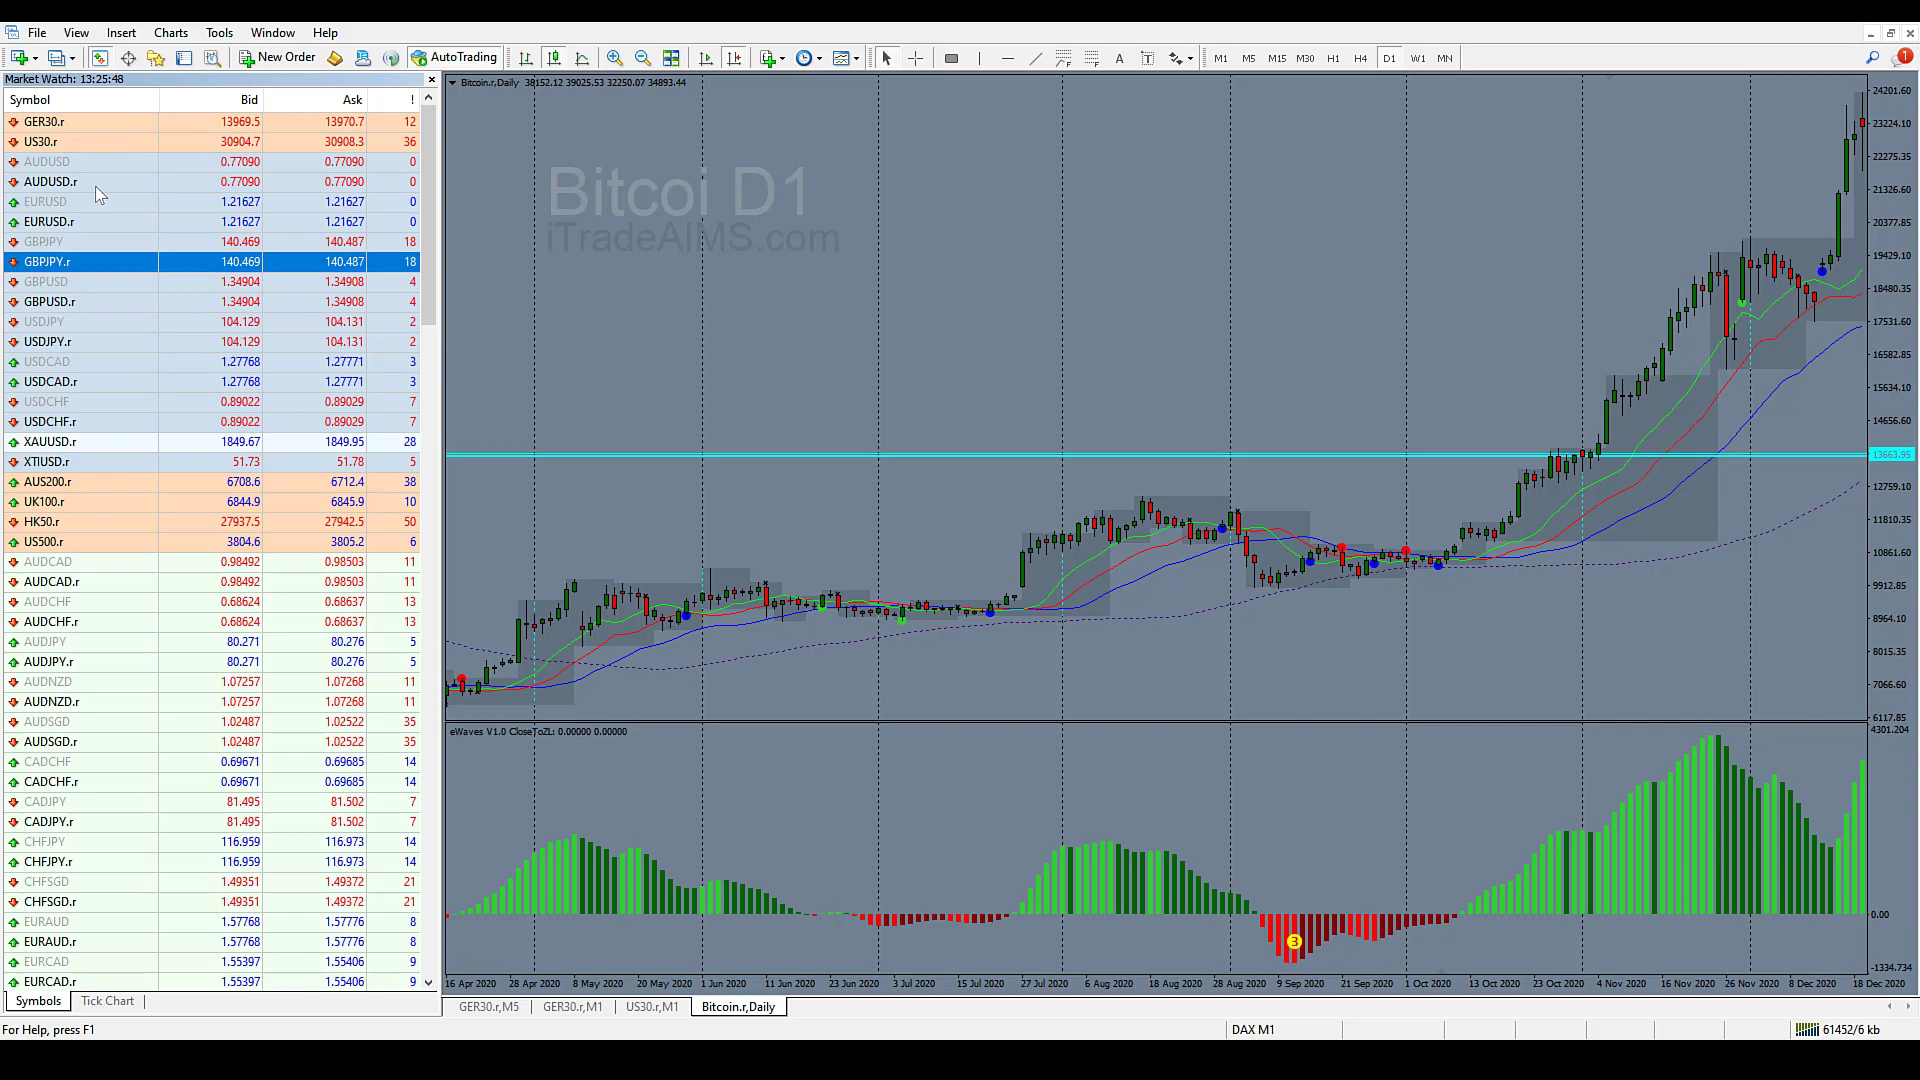 File View Insert Charts Tools Window Help
New Order AutoTrading A T M1 M5 M15 M30 H1 H4 D1 W1 MN 1
Market Watch: 13:25:48
Symbol Bid Ask !
GER30.r 13969.5 13970.7 12
US30.r 30904.7 30908.3 36
AUDUSD 0.77090 0.77090 0
AUDUSD.r 0.77090 0.77090 0
EURUSD 1.21627 1.21627 0
EURUSD.r 1.21627 1.21627 0
GBPJPY 140.469 140.487 18
GBPJPY.r 140.469 140.487 18
GBPUSD 1.34904 1.34908 4
GBPUSD.r 1.34904 1.34908 4
USDJPY 104.129 104.131 2
USDJPY.r 104.129 104.131 2
USDCAD 1.27768 1.27771 3
USDCAD.r 1.27768 1.27771 3
USDCHF 0.89022 0.89029 7
USDCHF.r 0.89022 0.89029 7
XAUUSD.r 1849.67 1849.95 28
XTIUSD.r 51.73 51.78 5
AUS200.r 6708.6 6712.4 38
UK100.r 6844.9 6845.9 10
HK50.r 27937.5 27942.5 50
US500.r 3804.6 3805.2 6
AUDCAD 0.98492 0.98503 11
AUDCAD.r 0.98492 0.98503 11
AUDCHF 0.68624 0.68637 13
AUDCHF.r 0.68624 0.68637 13
AUDJPY 80.271 80.276 5
AUDJPY.r 80.271 80.276 5
AUDNZD 1.07257 1.07268 11
AUDNZD.r 1.07257 1.07268 11
AUDSGD 1.02487 1.02522 35
AUDSGD.r 1.02487 1.02522 35
CADCHF 0.69671 0.69685 14
CADCHF.r 0.69671 0.69685 14
CADJPY 81.495 81.502 7
CADJPY.r 81.495 81.502 7
CHFJPY 116.959 116.973 14
CHFJPY.r 116.959 116.973 14
CHFSGD 1.49351 1.49372 21
CHFSGD.r 1.49351 1.49372 21
EURAUD 1.57768 1.57776 8
EURAUD.r 1.57768 1.57776 8
EURCAD 1.55397 1.55406 9
EURCAD.r 1.55397 1.55406 9
Symbols Tick Chart
Bitcoin.r,Daily 38152.12 39025.53 32250.07 34893.44
Bitcoi D1
iTradeAIMS.com
24201.60
23224.10
22275.35
21326.60
20377.85
19429.10
18480.35
17531.60
16582.85
15634.10
14656.60
13663.95
12759.10
11810.35
10861.60
9912.85
8964.10
8015.35
7066.60
6117.85
eWaves V1.0 CloseToZL: 0.00000 0.00000
4301.204
0.00
3
-1334.734
16 Apr 2020 28 Apr 2020 8 May 2020 20 May 2020 1 Jun 2020 11 Jun 2020 23 Jun 2020 3 Jul 2020 15 Jul 2020 27 Jul 2020 6 Aug 2020 18 Aug 2020 28 Aug 2020 9 Sep 2020 21 Sep 2020 1 Oct 2020 13 Oct 2020 23 Oct 2020 4 Nov 2020 16 Nov 2020 26 Nov 2020 8 Dec 2020 18 Dec 2020
GER30.r,M5 GER30.r,M1 US30.r,M1 Bitcoin.r,Daily
For Help, press F1 DAX M1 61452/6 kb